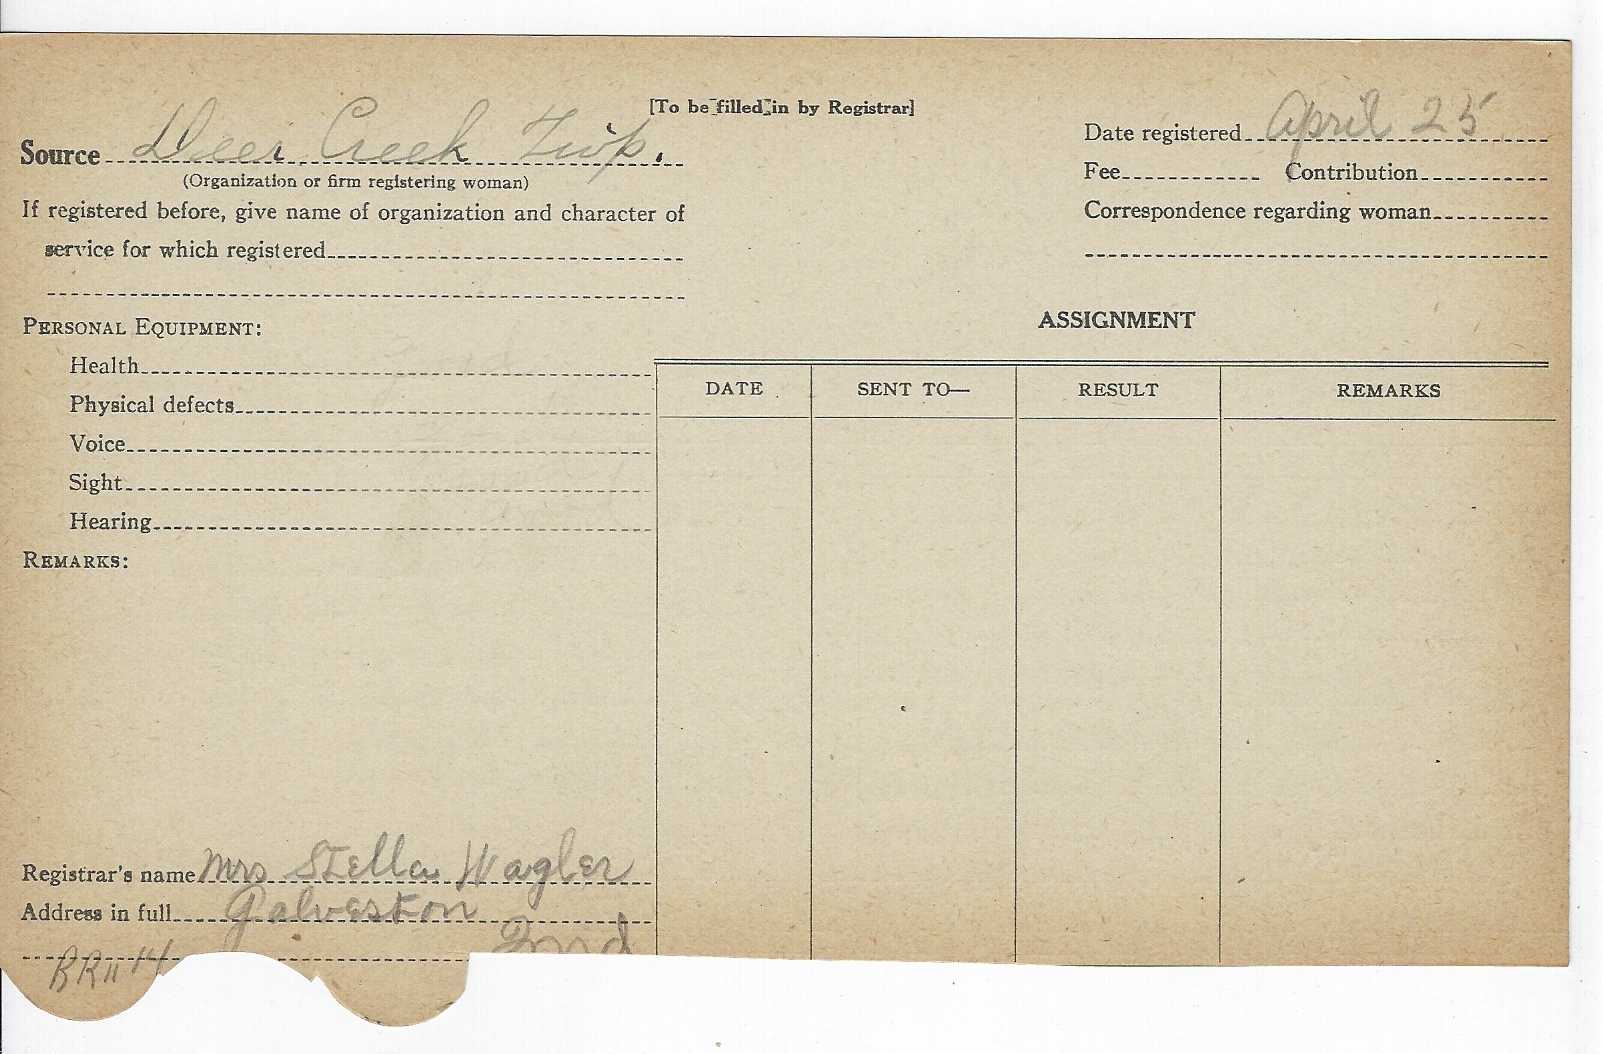 [To be filled in by Registrar]
Source Deer Creek Twp.
(Organization or firm registering woman)
If registered before, give name of organization and character of
service for which registered
Date registered April 25
Fee Contribution
Correspondence regarding woman
PERSONAL EQUIPMENT:
Health
Physical defects
Voice
Sight
Hearing
REMARKS:
ASSIGNMENT
DATE SENT TO— RESULT REMARKS
Registrar's name Mrs Stella Wagler
Address in full Galveston
Ind
BR11 14